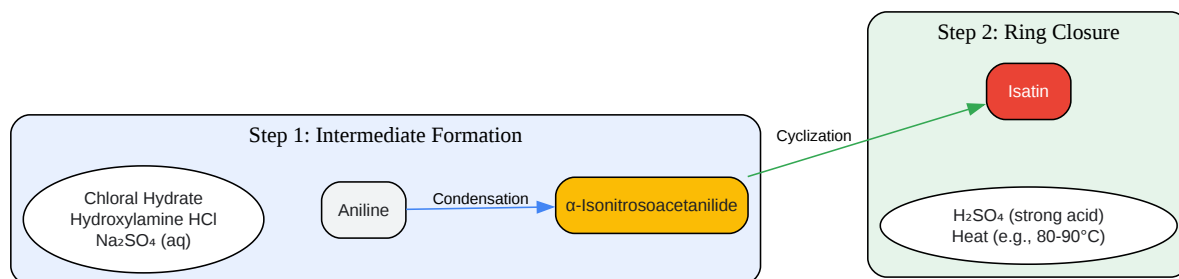 Step 2: Ring Closure
Isatin
Step 1: Intermediate Formation
Cyclization
Chloral Hydrate
Hydroxylamine HCl
Na₂SO₄ (aq)
Aniline
Condensation
α-Isonitrosoacetanilide
H₂SO₄ (strong acid)
Heat (e.g., 80-90°C)